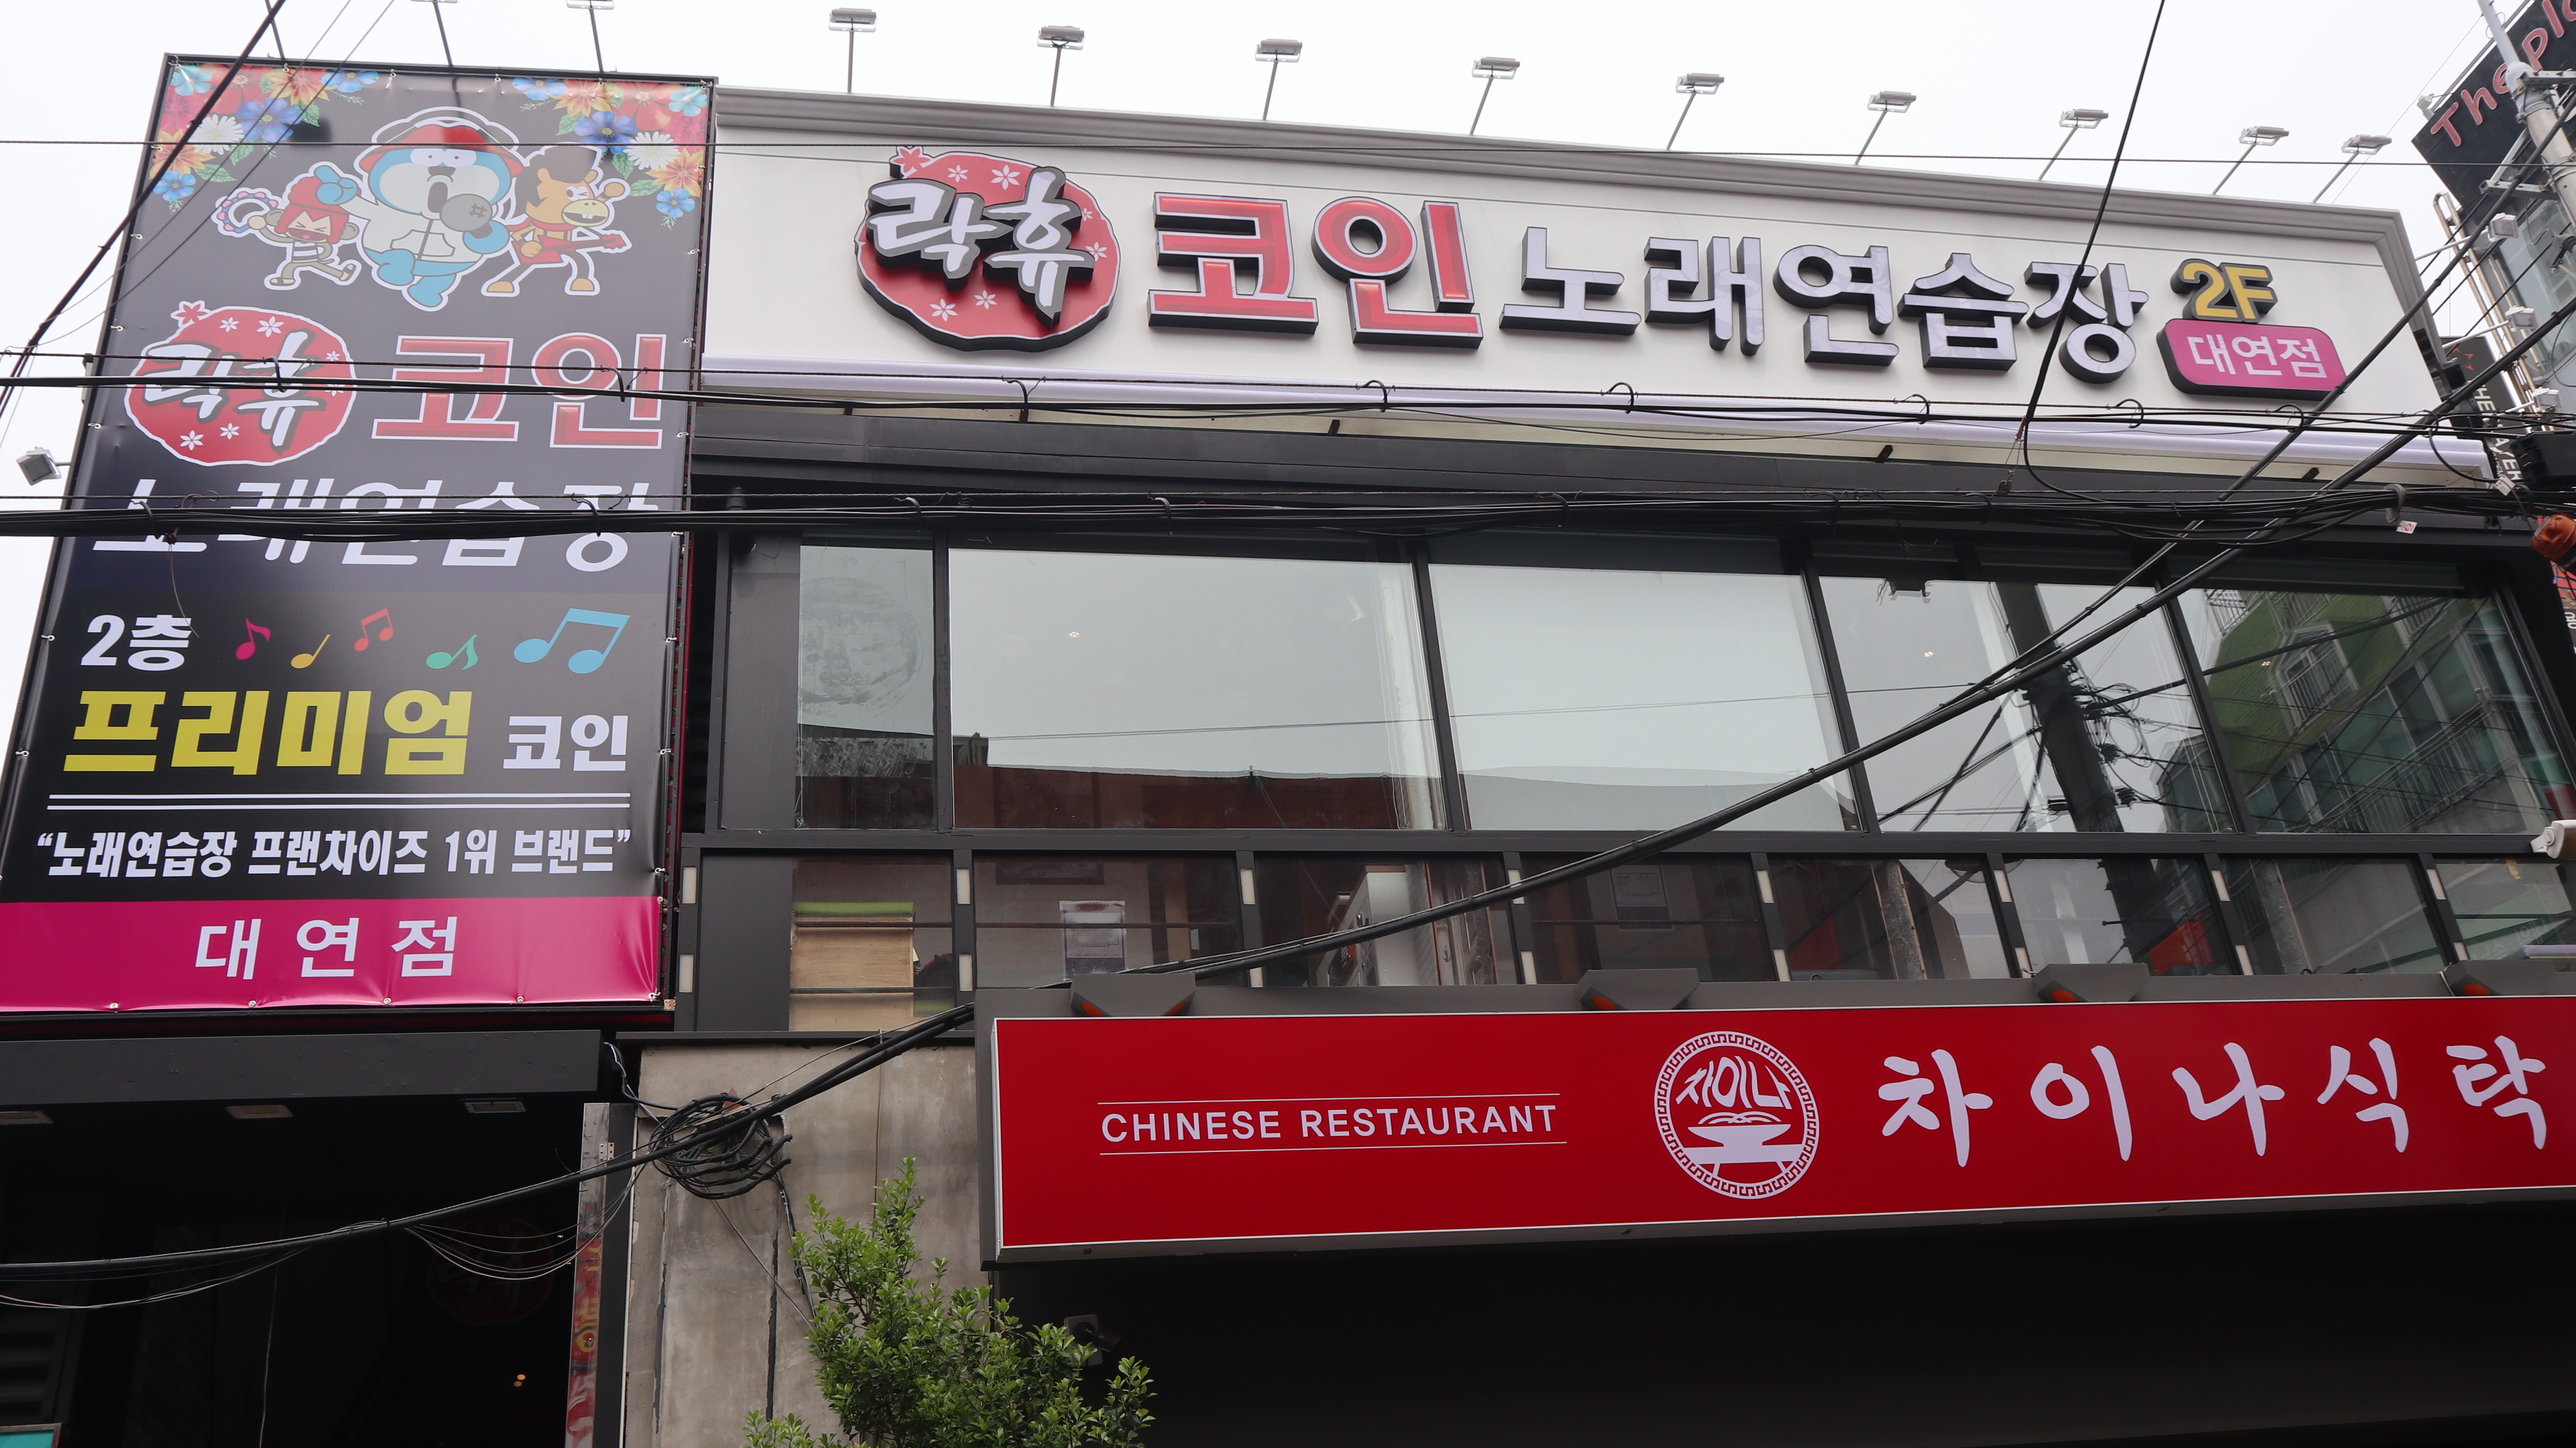 락휴 코인
노래연습장
2층
프리미엄 코인
“노래연습장 프랜차이즈 1위 브랜드”
대연점
락휴 코인 노래연습장 2F
대연점
CHINESE RESTAURANT
차이나
차이나식탁
The